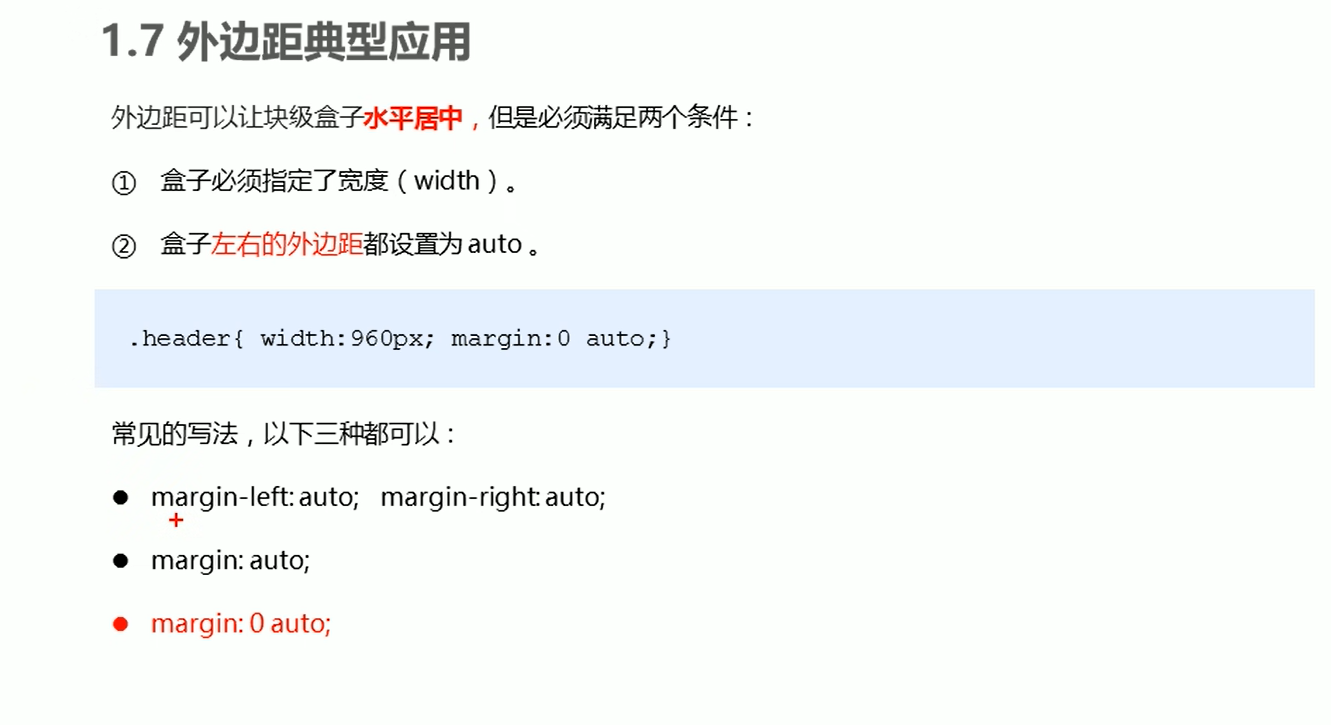 1.7 外边距典型应用
外边距可以让块级盒子水平居中，但是必须满足两个条件：
① 盒子必须指定了宽度（width）。
② 盒子左右的外边距都设置为 auto 。
.header{ width:960px; margin:0 auto;}
常见的写法，以下三种都可以：
● margin-left: auto; margin-right: auto;
● margin: auto;
● margin: 0 auto;